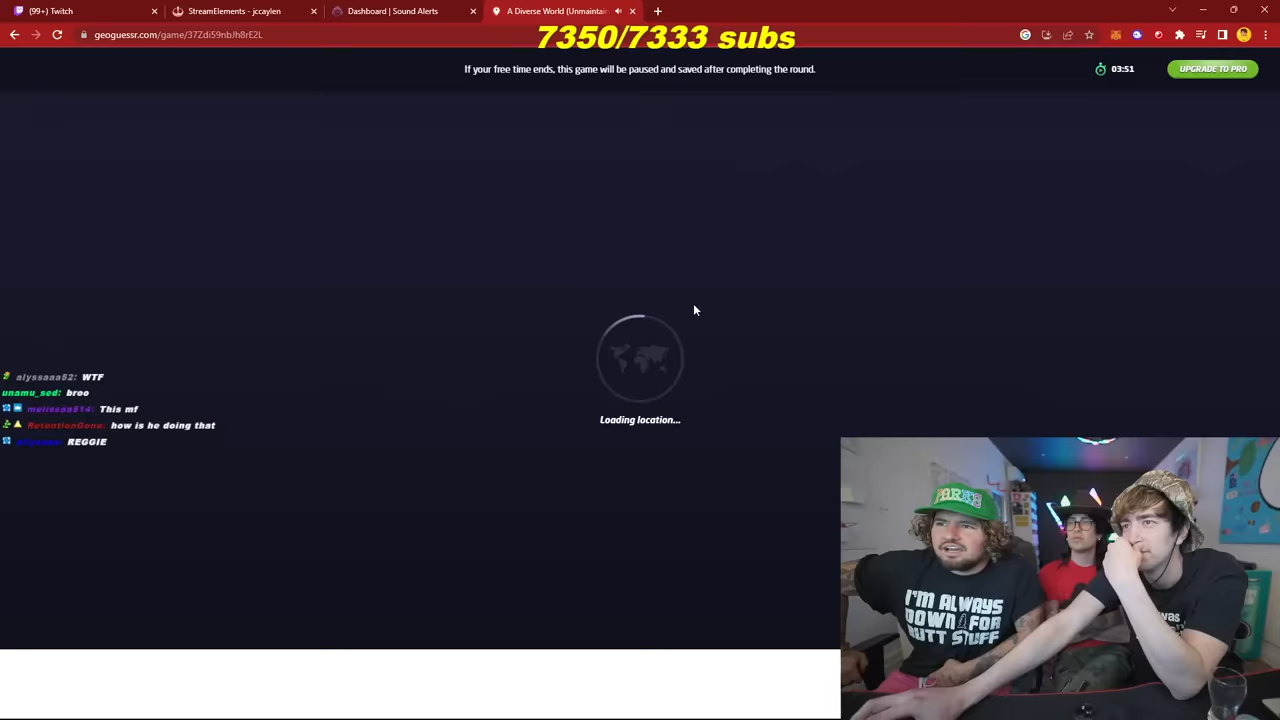 (99+) Twitch
StreamElements - jccaylen
Dashboard | Sound Alerts
A Diverse World (Unmaintain
geoguessr.com/game/37Zdi59nbJh8rE2L
7350/7333 subs
If your free time ends, this game will be paused and saved after completing the round.
03:51
UPGRADE TO PRO
Loading location...
alyssaaa52: WTF
unamu_sed: broo
melissaa814: This mf
RetentionGone: how is he doing that
REGGIE
I'M ALWAYS
DOWN FOR
BUTT STUFF
was